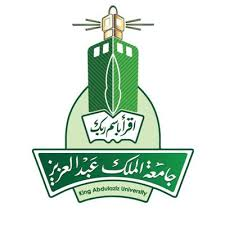 اقرأ باسم ربك
جامعة الملك عبد العزيز
King Abdulaziz University